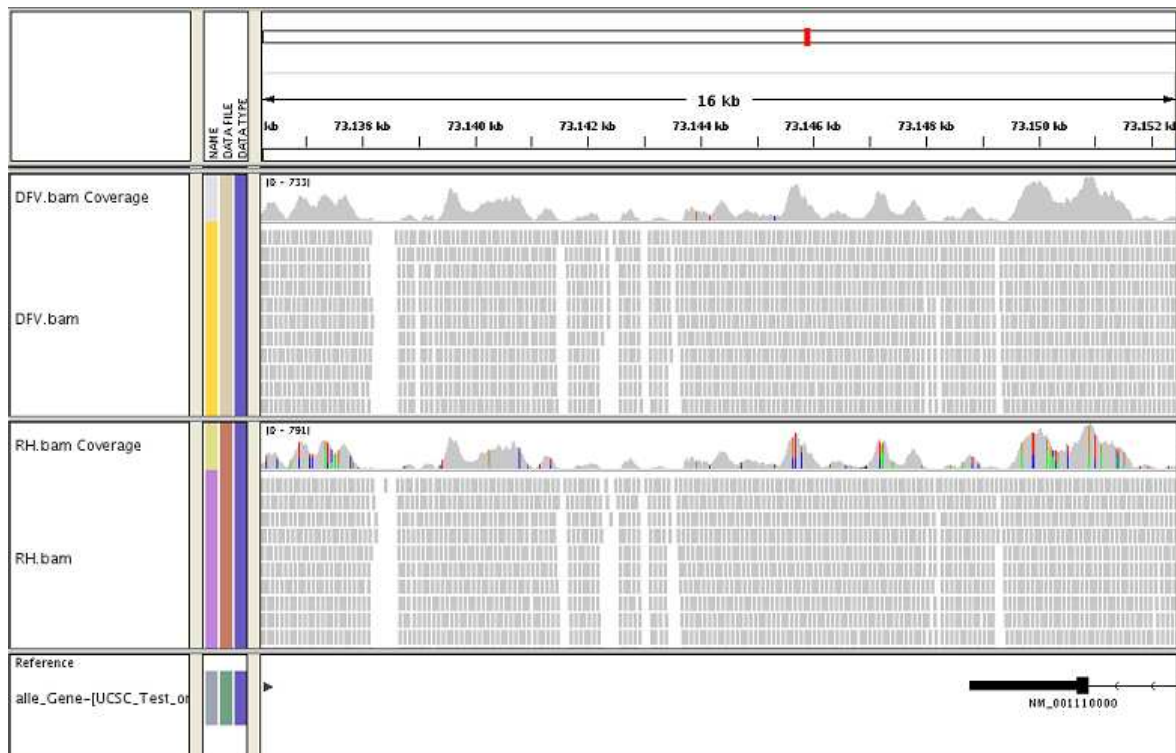 NAME
DATA FILE
DATA TYPE
16 kb
kb 73.138 kb 73.140 kb 73.142 kb 73.144 kb 73.146 kb 73.148 kb 73.150 kb 73.152 k
DFV.bam Coverage
[0 - 733]
DFV.bam
RH.bam Coverage
[0 - 791]
RH.bam
Reference
alle_Gene-[UCSC_Test_or
NM_001110000